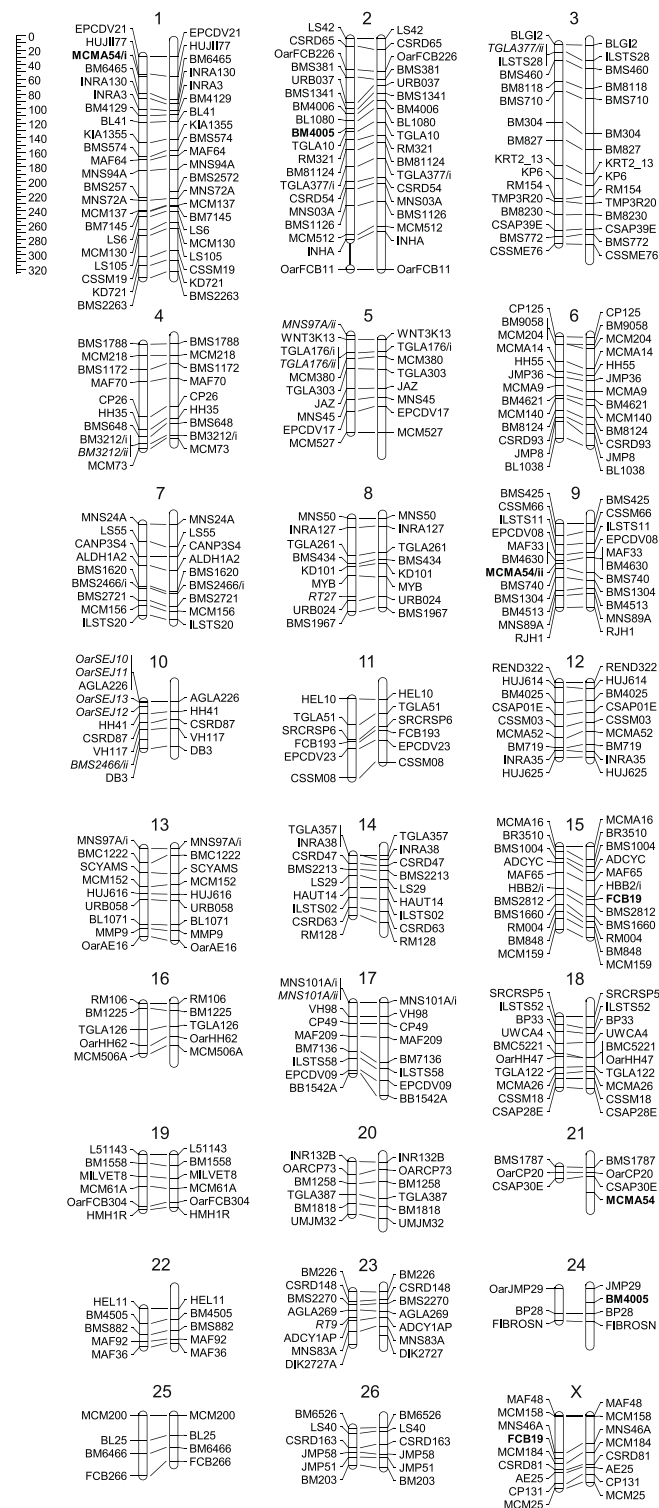 0
20
40
60
80
100
120
140
160
180
200
220
240
260
280
300
320
1
EPCDV21
HUJII77
MCMA54/i
BM6465
INRA130
INRA3
BM4129
BL41
KIA1355
BMS574
MAF64
MNS94A
BMS257
MNS72A
MCM137
BM7145
LS6
MCM130
LS105
CSSM19
KD721
BMS2263
EPCDV21
HUJII77
BM6465
INRA130
INRA3
BM4129
BL41
KIA1355
BMS574
MAF64
MNS94A
BMS2572
MNS72A
MCM137
BM7145
LS6
MCM130
LS105
CSSM19
KD721
BMS2263
2
LS42
CSRD65
OarFCB226
BMS381
URB037
BMS1341
BM4006
BL1080
BM4005
TGLA10
RM321
BM81124
TGLA377/i
CSRD54
MNS03A
BMS1126
MCM512
INHA
OarFCB11
LS42
CSRD65
OarFCB226
BMS381
URB037
BMS1341
BM4006
BL1080
TGLA10
RM321
BM81124
TGLA377/i
CSRD54
MNS03A
BMS1126
MCM512
INHA
OarFCB11
3
BLGI2
TGLA377/ii
ILSTS28
BMS460
BM8118
BMS710
BM304
BM827
KRT2_13
KP6
RM154
TMP3R20
BM8230
CSAP39E
BMS772
CSSME76
BLGI2
ILSTS28
BMS460
BM8118
BMS710
BM304
BM827
KRT2_13
KP6
RM154
TMP3R20
BM8230
CSAP39E
BMS772
CSSME76
4
BMS1788
MCM218
BMS1172
MAF70
CP26
HH35
BMS648
BM3212/i
BM3212/ii
MCM73
BMS1788
MCM218
BMS1172
MAF70
CP26
HH35
BMS648
BM3212/i
MCM73
5
MNS97A/ii
WNT3K13
TGLA176/i
TGLA176/ii
MCM380
TGLA303
JAZ
MNS45
EPCDV17
MCM527
WNT3K13
TGLA176/i
MCM380
TGLA303
JAZ
MNS45
EPCDV17
MCM527
6
CP125
BM9058
MCM204
MCMA14
HH55
JMP36
MCMA9
BM4621
MCM140
BM8124
CSRD93
JMP8
BL1038
CP125
BM9058
MCM204
MCMA14
HH55
JMP36
MCMA9
BM4621
MCM140
BM8124
CSRD93
JMP8
BL1038
7
MNS24A
LS55
CANP3S4
ALDH1A2
BMS1620
BMS2466/i
BMS2721
MCM156
ILSTS20
MNS24A
LS55
CANP3S4
ALDH1A2
BMS1620
BMS2466/i
BMS2721
MCM156
ILSTS20
8
MNS50
INRA127
TGLA261
BMS434
KD101
MYB
RT27
URB024
BMS1967
MNS50
INRA127
TGLA261
BMS434
KD101
MYB
URB024
BMS1967
9
BMS425
CSSM66
ILSTS11
EPCDV08
MAF33
BM4630
MCMA54/ii
BMS740
BMS1304
BM4513
MNS89A
RJH1
BMS425
CSSM66
ILSTS11
EPCDV08
MAF33
BM4630
BMS740
BMS1304
BM4513
MNS89A
RJH1
10
OarSEJ10
OarSEJ11
AGLA226
OarSEJ13
OarSEJ12
HH41
CSRD87
VH117
BMS2466/ii
DB3
AGLA226
HH41
CSRD87
VH117
DB3
11
HEL10
TGLA51
SRCRSP6
FCB193
EPCDV23
CSSM08
HEL10
TGLA51
SRCRSP6
FCB193
EPCDV23
CSSM08
12
REND322
HUJ614
BM4025
CSAP01E
CSSM03
MCMA52
BM719
INRA35
HUJ625
REND322
HUJ614
BM4025
CSAP01E
CSSM03
MCMA52
BM719
INRA35
HUJ625
13
MNS97A/i
BMC1222
SCYAMS
MCM152
HUJ616
URB058
BL1071
MMP9
OarAE16
MNS97A/i
BMC1222
SCYAMS
MCM152
HUJ616
URB058
BL1071
MMP9
OarAE16
14
TGLA357
INRA38
CSRD47
BMS2213
LS29
HAUT14
ILSTS02
CSRD63
RM128
TGLA357
INRA38
CSRD47
BMS2213
LS29
HAUT14
ILSTS02
CSRD63
RM128
15
MCMA16
BR3510
BMS1004
ADCYC
MAF65
HBB2/i
BMS2812
BMS1660
RM004
BM848
MCM159
MCMA16
BR3510
BMS1004
ADCYC
MAF65
HBB2/i
FCB19
BMS2812
BMS1660
RM004
BM848
MCM159
16
RM106
BM1225
TGLA126
OarHH62
MCM506A
RM106
BM1225
TGLA126
OarHH62
MCM506A
17
MNS101A/i
MNS101A/ii
VH98
CP49
MAF209
BM7136
ILSTS58
EPCDV09
BB1542A
MNS101A/i
VH98
CP49
MAF209
BM7136
ILSTS58
EPCDV09
BB1542A
18
SRCRSP5
ILSTS52
BP33
UWCA4
BMC5221
OarHH47
TGLA122
MCMA26
CSSM18
CSAP28E
SRCRSP5
ILSTS52
BP33
UWCA4
BMC5221
OarHH47
TGLA122
MCMA26
CSSM18
CSAP28E
19
L51143
BM1558
MILVET8
MCM61A
OarFCB304
HMH1R
L51143
BM1558
MILVET8
MCM61A
OarFCB304
HMH1R
20
INR132B
OARCP73
BM1258
TGLA387
BM1818
UMJM32
INR132B
OARCP73
BM1258
TGLA387
BM1818
UMJM32
21
BMS1787
OarCP20
CSAP30E
BMS1787
OarCP20
CSAP30E
MCMA54
22
HEL11
BM4505
BMS882
MAF92
MAF36
HEL11
BM4505
BMS882
MAF92
MAF36
23
BM226
CSRD148
BMS2270
AGLA269
RT9
ADCY1AP
MNS83A
DIK2727A
BM226
CSRD148
BMS2270
AGLA269
ADCY1AP
MNS83A
DIK2727
24
OarJMP29
BP28
FIBROSN
JMP29
BM4005
BP28
FIBROSN
25
MCM200
BL25
BM6466
FCB266
MCM200
BL25
BM6466
FCB266
26
BM6526
LS40
CSRD163
JMP58
JMP51
BM203
BM6526
LS40
CSRD163
JMP58
JMP51
BM203
X
MAF48
MCM158
MNS46A
FCB19
MCM184
CSRD81
AE25
CP131
MCM25
MAF48
MCM158
MNS46A
MCM184
CSRD81
AE25
CP131
MCM25